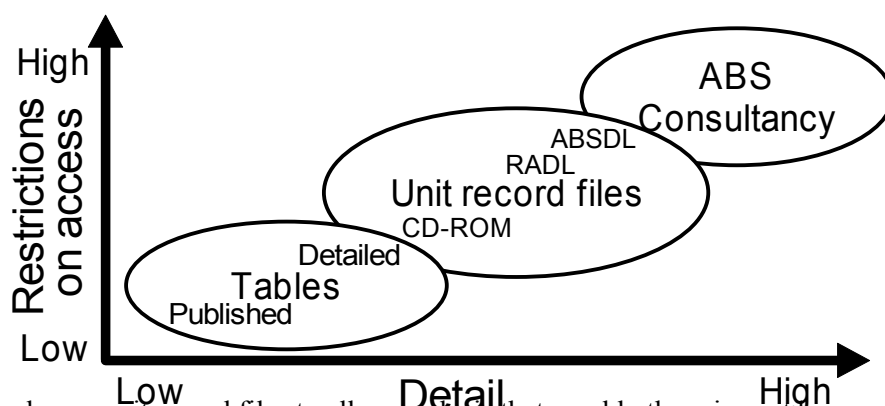 High
ABS
Consultancy
ABSDL
RADL
Unit record files
CD-ROM
Detailed
Tables
Published
Restrictions
on access
Low
Low
Detail
High